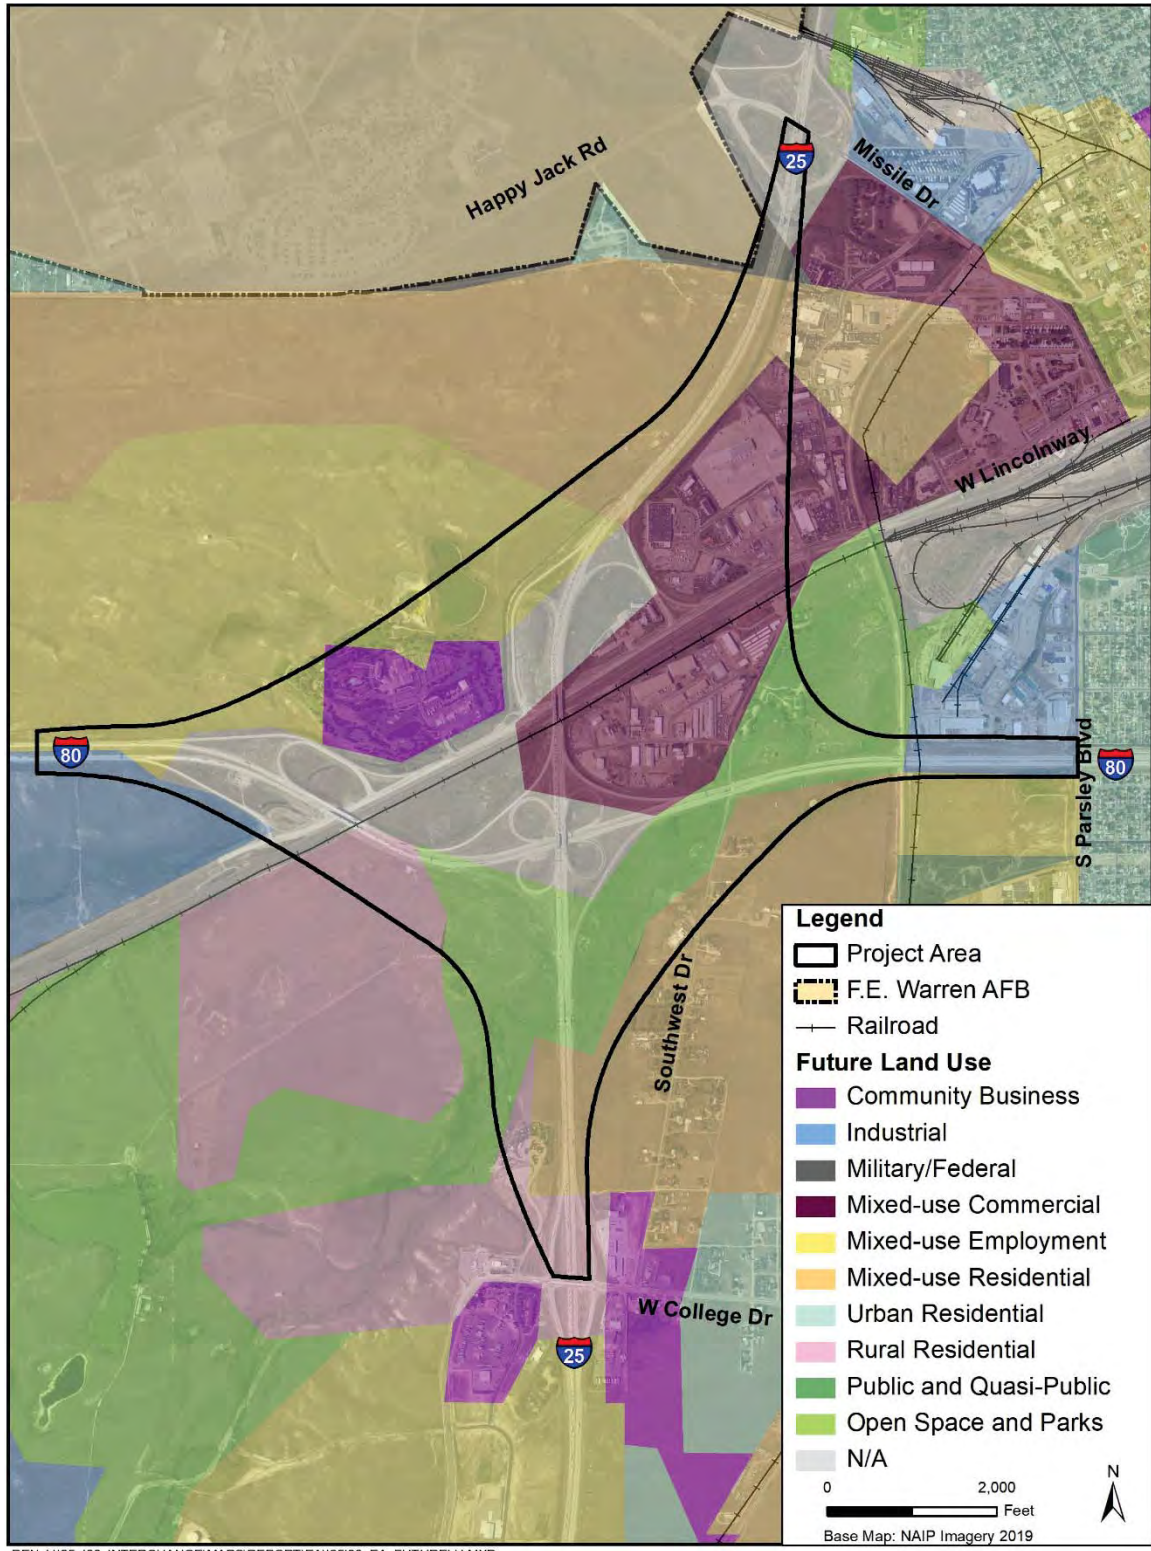 25
Missile Dr
Happy Jack Rd
W Lincolnway
80
S Parsley Blvd
80
Southwest Dr
W College Dr
25
Legend
Project Area
F.E. Warren AFB
Railroad
Future Land Use
Community Business
Industrial
Military/Federal
Mixed-use Commercial
Mixed-use Employment
Mixed-use Residential
Urban Residential
Rural Residential
Public and Quasi-Public
Open Space and Parks
N/A
N
0 2,000
Feet
Base Map: NAIP Imagery 2019